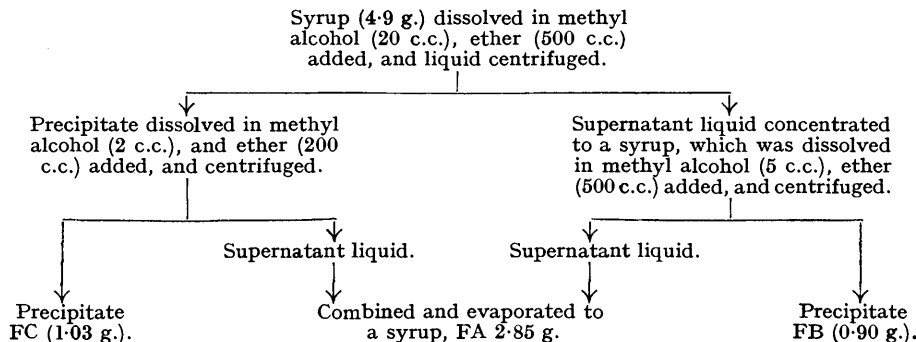 Syrup (4·9 g.) dissolved in methyl
alcohol (20 c.c.), ether (500 c.c.)
added, and liquid centrifuged.
Precipitate dissolved in methyl
alcohol (2 c.c.), and ether (200
c.c.) added, and centrifuged.
Supernatant liquid concentrated
to a syrup, which was dissolved
in methyl alcohol (5 c.c.), ether
(500 c.c.) added, and centrifuged.
Supernatant liquid.
Supernatant liquid.
Precipitate
FC (1·03 g.).
Combined and evaporated to
a syrup, FA 2·85 g.
Precipitate
FB (0·90 g.).